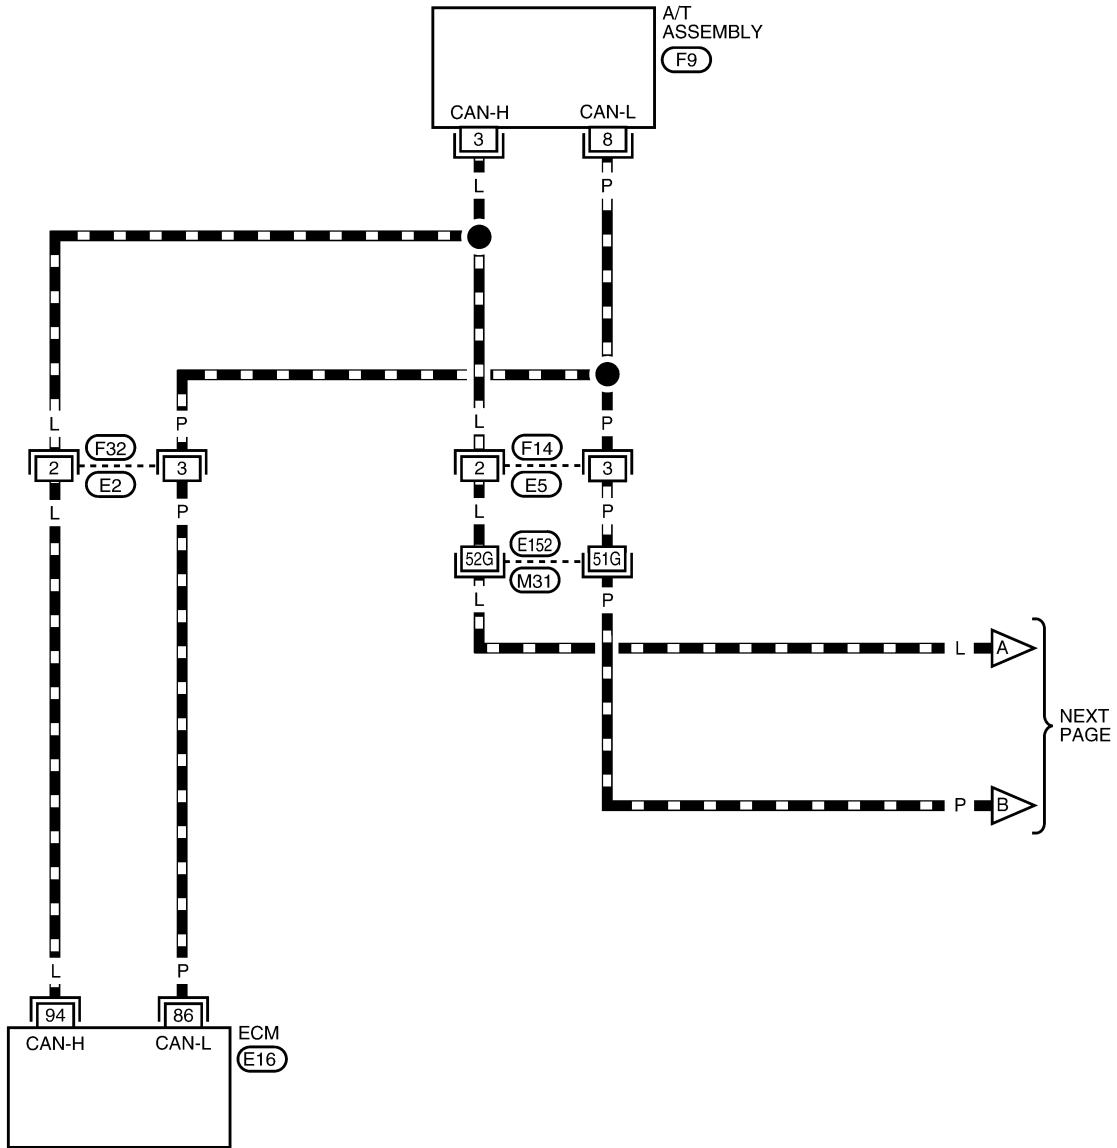 A/T
ASSEMBLY
F9
CAN-H CAN-L
3 8
L P
L P L P
F32 F14
2 3 2 3
E2 E5
L P L P
E152
52G 51G
M31
L P
L A
NEXT
PAGE
P B
L P
94 86
ECM
CAN-H CAN-L
E16